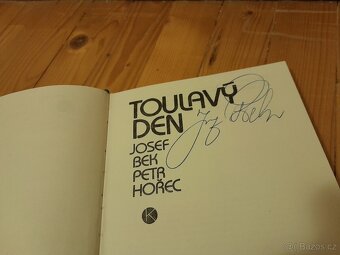 TOULAVÝ
DEN
JOSEF
BEK
PETR
HOŘEC
K
Bazos.cz